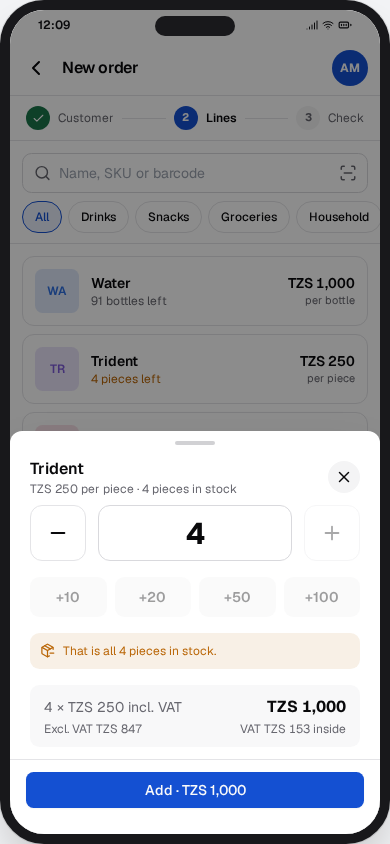 12:09
New order
AM
Customer
2
Lines
3
Check
Name, SKU or barcode
All
Drinks
Snacks
Groceries
Household
WA
Water
91 bottles left
TZS 1,000
per bottle
TR
Trident
4 pieces left
TZS 250
per piece
Trident
TZS 250 per piece · 4 pieces in stock
4
+10
+20
+50
+100
That is all 4 pieces in stock.
4 × TZS 250 incl. VAT
TZS 1,000
Excl. VAT TZS 847
VAT TZS 153 inside
Add · TZS 1,000